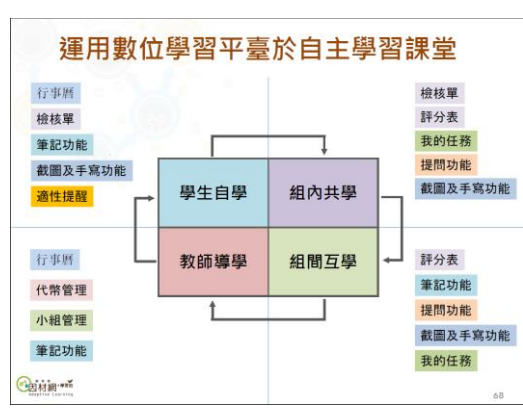 運用數位學習平臺於自主學習課堂
行事曆
檢核單
筆記功能
截圖及手寫功能
適性提醒
檢核單
評分表
我的任務
提問功能
截圖及手寫功能
學生自學
組內共學
教師導學
組間互學
行事曆
代幣管理
小組管理
筆記功能
評分表
筆記功能
提問功能
截圖及手寫功能
我的任務
因材網
Adaptive Learning
68